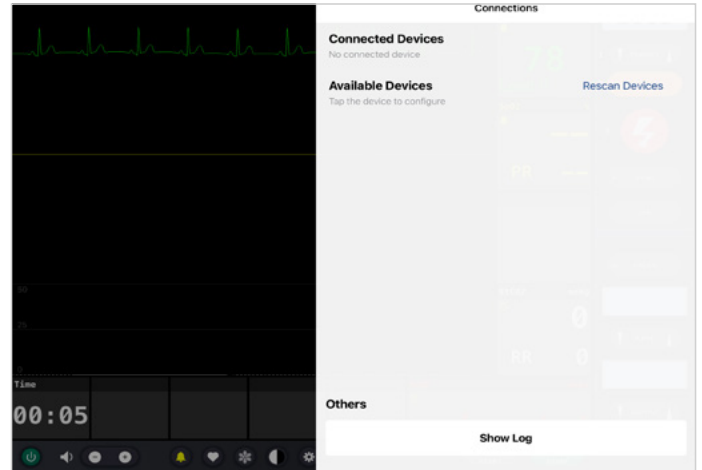 Connections
Connected Devices
No connected device
Available Devices
Rescan Devices
Tap the device to configure
78
--
PR --
50
25
0
0
RR 0
Time
00:05
Others
Show Log